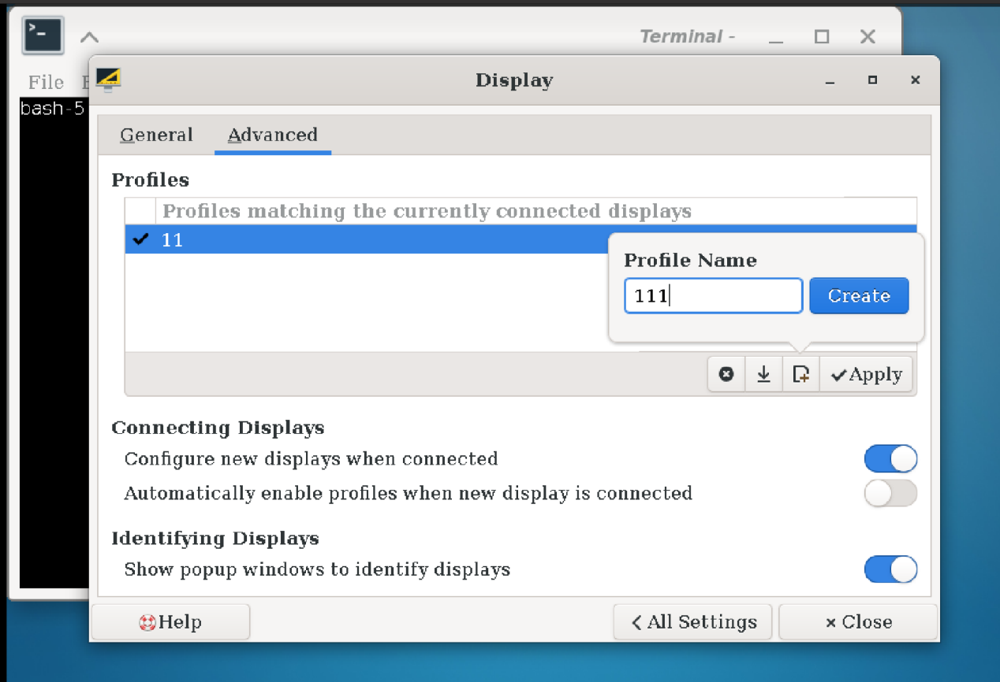 Terminal -
File
Display
bash-5
General Advanced
Profiles
Profiles matching the currently connected displays
11
Profile Name
111
Create
Apply
Connecting Displays
Configure new displays when connected
Automatically enable profiles when new display is connected
Identifying Displays
Show popup windows to identify displays
Help
All Settings
Close